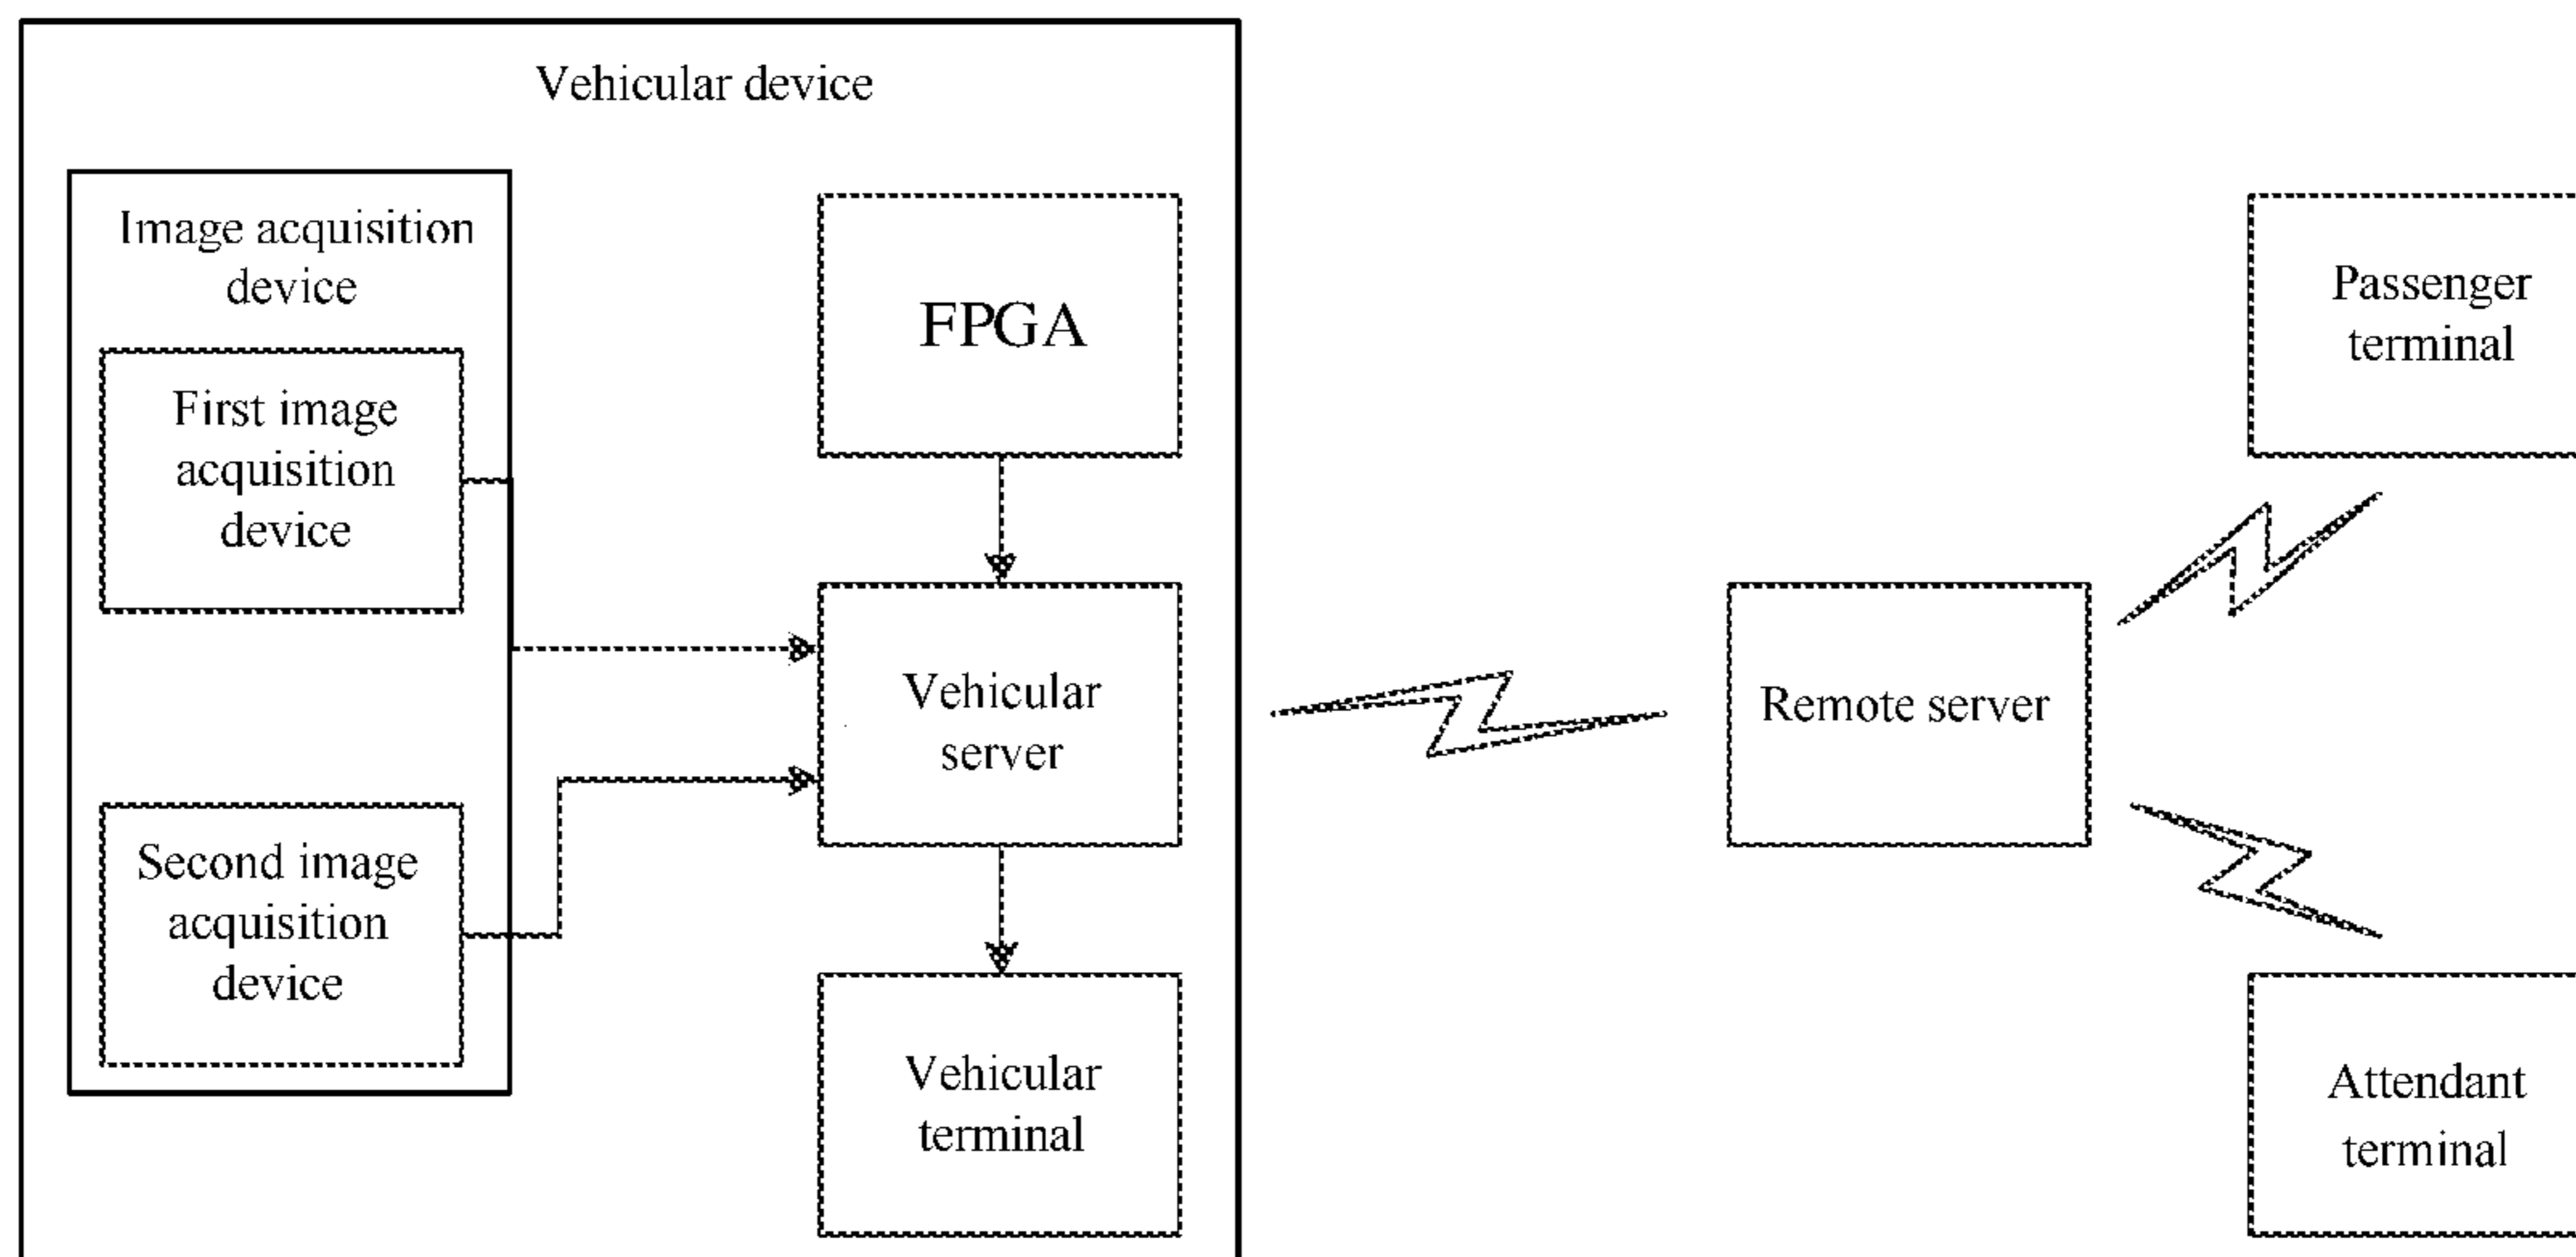 Vehicular device
Image acquisition
device
First image
acquisition
device
Second image
acquisition
device
FPGA
Vehicular
server
Vehicular
terminal
Remote server
Passenger
terminal
Attendant
terminal